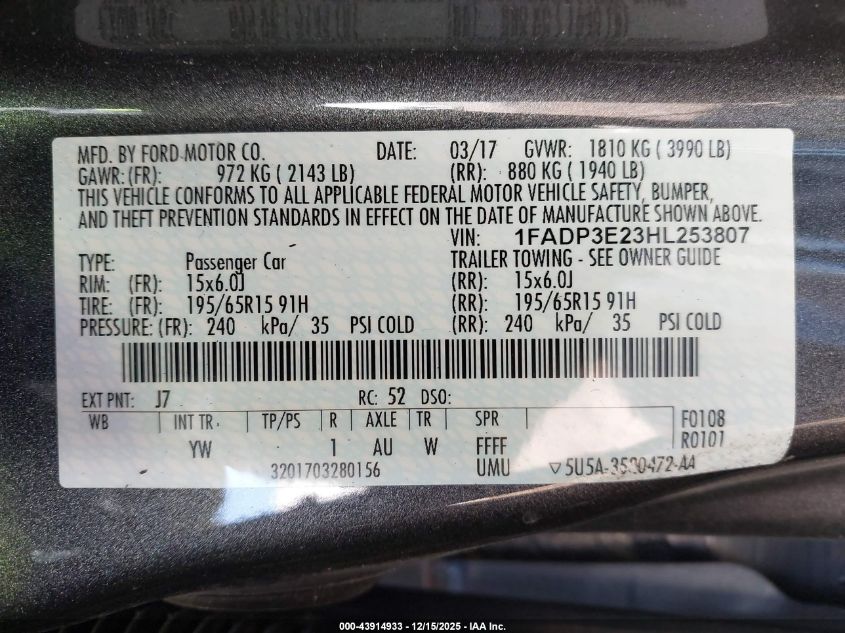 MFD. BY FORD MOTOR CO. DATE: 03/17 GVWR: 1810 KG ( 3990 LB)
GAWR: (FR): 972 KG ( 2143 LB) (RR): 880 KG ( 1940 LB)
THIS VEHICLE CONFORMS TO ALL APPLICABLE FEDERAL MOTOR VEHICLE SAFETY, BUMPER,
AND THEFT PREVENTION STANDARDS IN EFFECT ON THE DATE OF MANUFACTURE SHOWN ABOVE.
VIN: 1FADP3E23HL253807
TYPE: Passenger Car TRAILER TOWING - SEE OWNER GUIDE
RIM: (FR): 15x6.0J (RR): 15x6.0J
TIRE: (FR): 195/65R15 91H (RR): 195/65R15 91H
PRESSURE: (FR): 240 kPa/ 35 PSI COLD (RR): 240 kPa/ 35 PSI COLD
EXT PNT: J7 RC: 52 DSO:
WB INT TR. TP/PS R AXLE TR SPR F0108
YW 1 AU W FFFF R0101
3201703280156 UMU ▽5U5A-3520472-AA
000-43914933 - 12/15/2025 - IAA Inc.